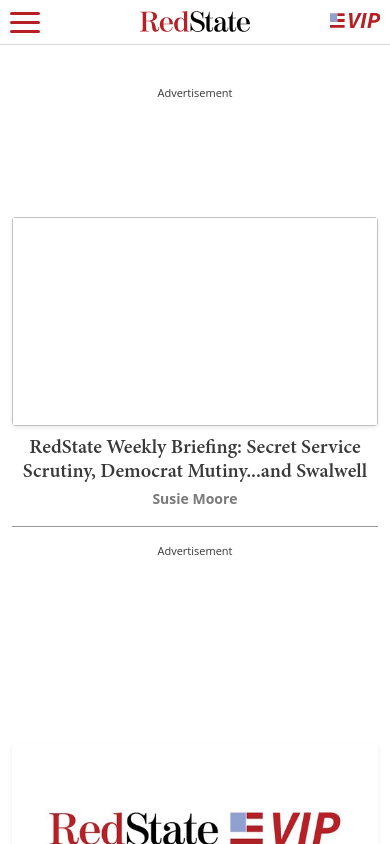 RedState
VIP
Advertisement
RedState Weekly Briefing: Secret Service
Scrutiny, Democrat Mutiny...and Swalwell
Susie Moore
Advertisement
RedState VIP